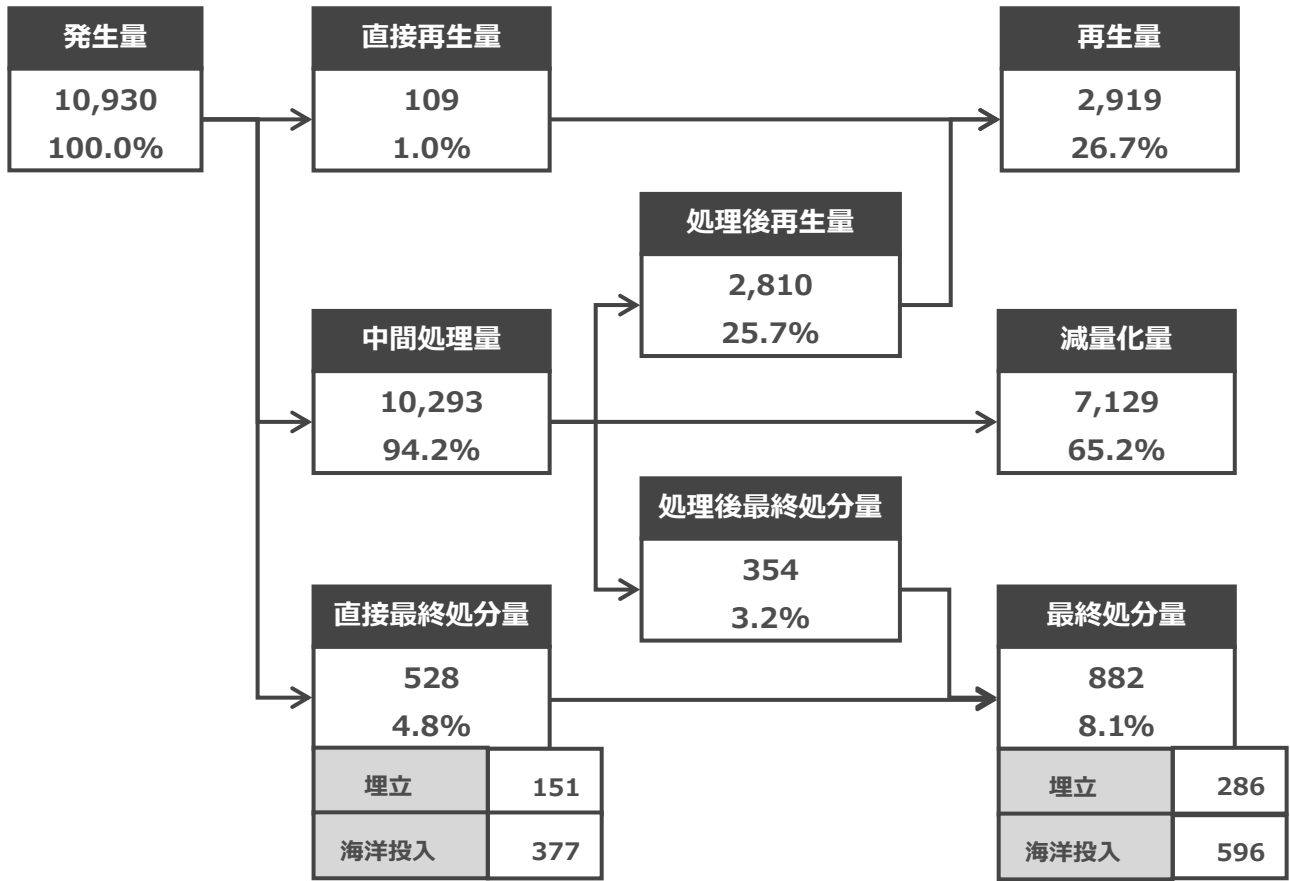 発生量
10,930
100.0%
直接再生量
109
1.0%
再生量
2,919
26.7%
処理後再生量
2,810
25.7%
中間処理量
10,293
94.2%
減量化量
7,129
65.2%
処理後最終処分量
354
3.2%
直接最終処分量
528
4.8%
埋立 151
海洋投入 377
最終処分量
882
8.1%
埋立 286
海洋投入 596